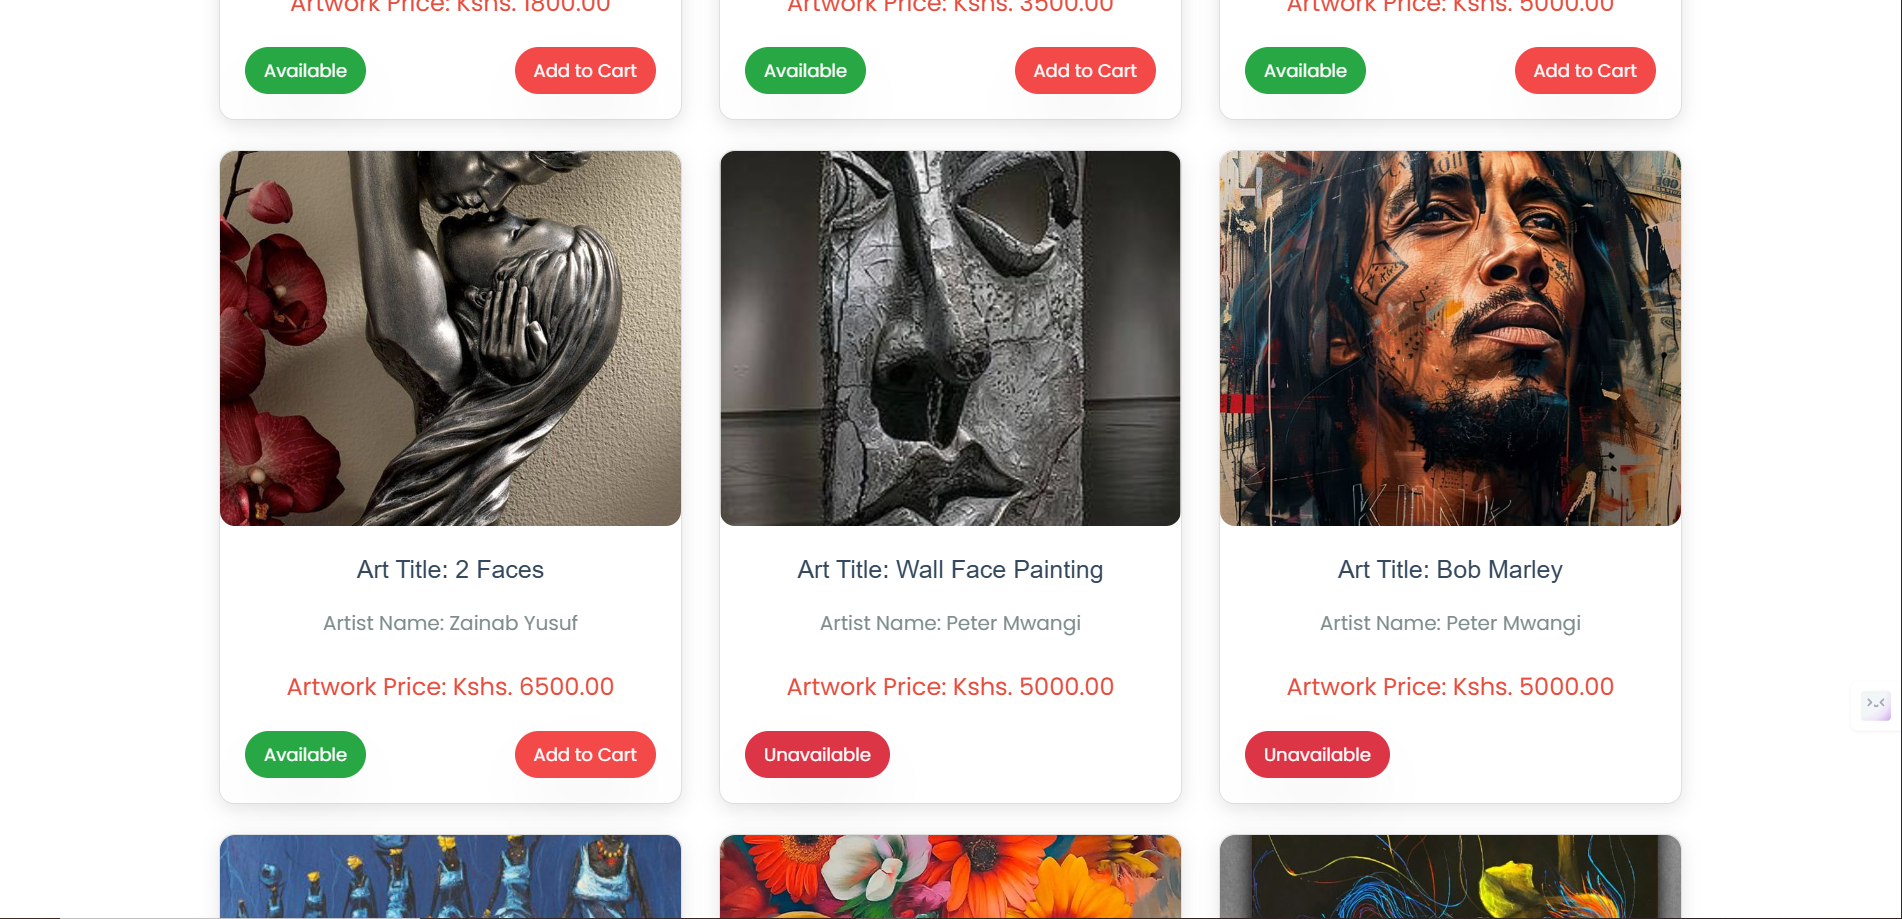 Artwork Price: Kshs. 1800.00
Artwork Price: Kshs. 3500.00
Artwork Price: Kshs. 5000.00
Available
Add to Cart
Available
Add to Cart
Available
Add to Cart
Art Title: 2 Faces
Artist Name: Zainab Yusuf
Artwork Price: Kshs. 6500.00
Available
Add to Cart
Art Title: Wall Face Painting
Artist Name: Peter Mwangi
Artwork Price: Kshs. 5000.00
Unavailable
Art Title: Bob Marley
Artist Name: Peter Mwangi
Artwork Price: Kshs. 5000.00
Unavailable